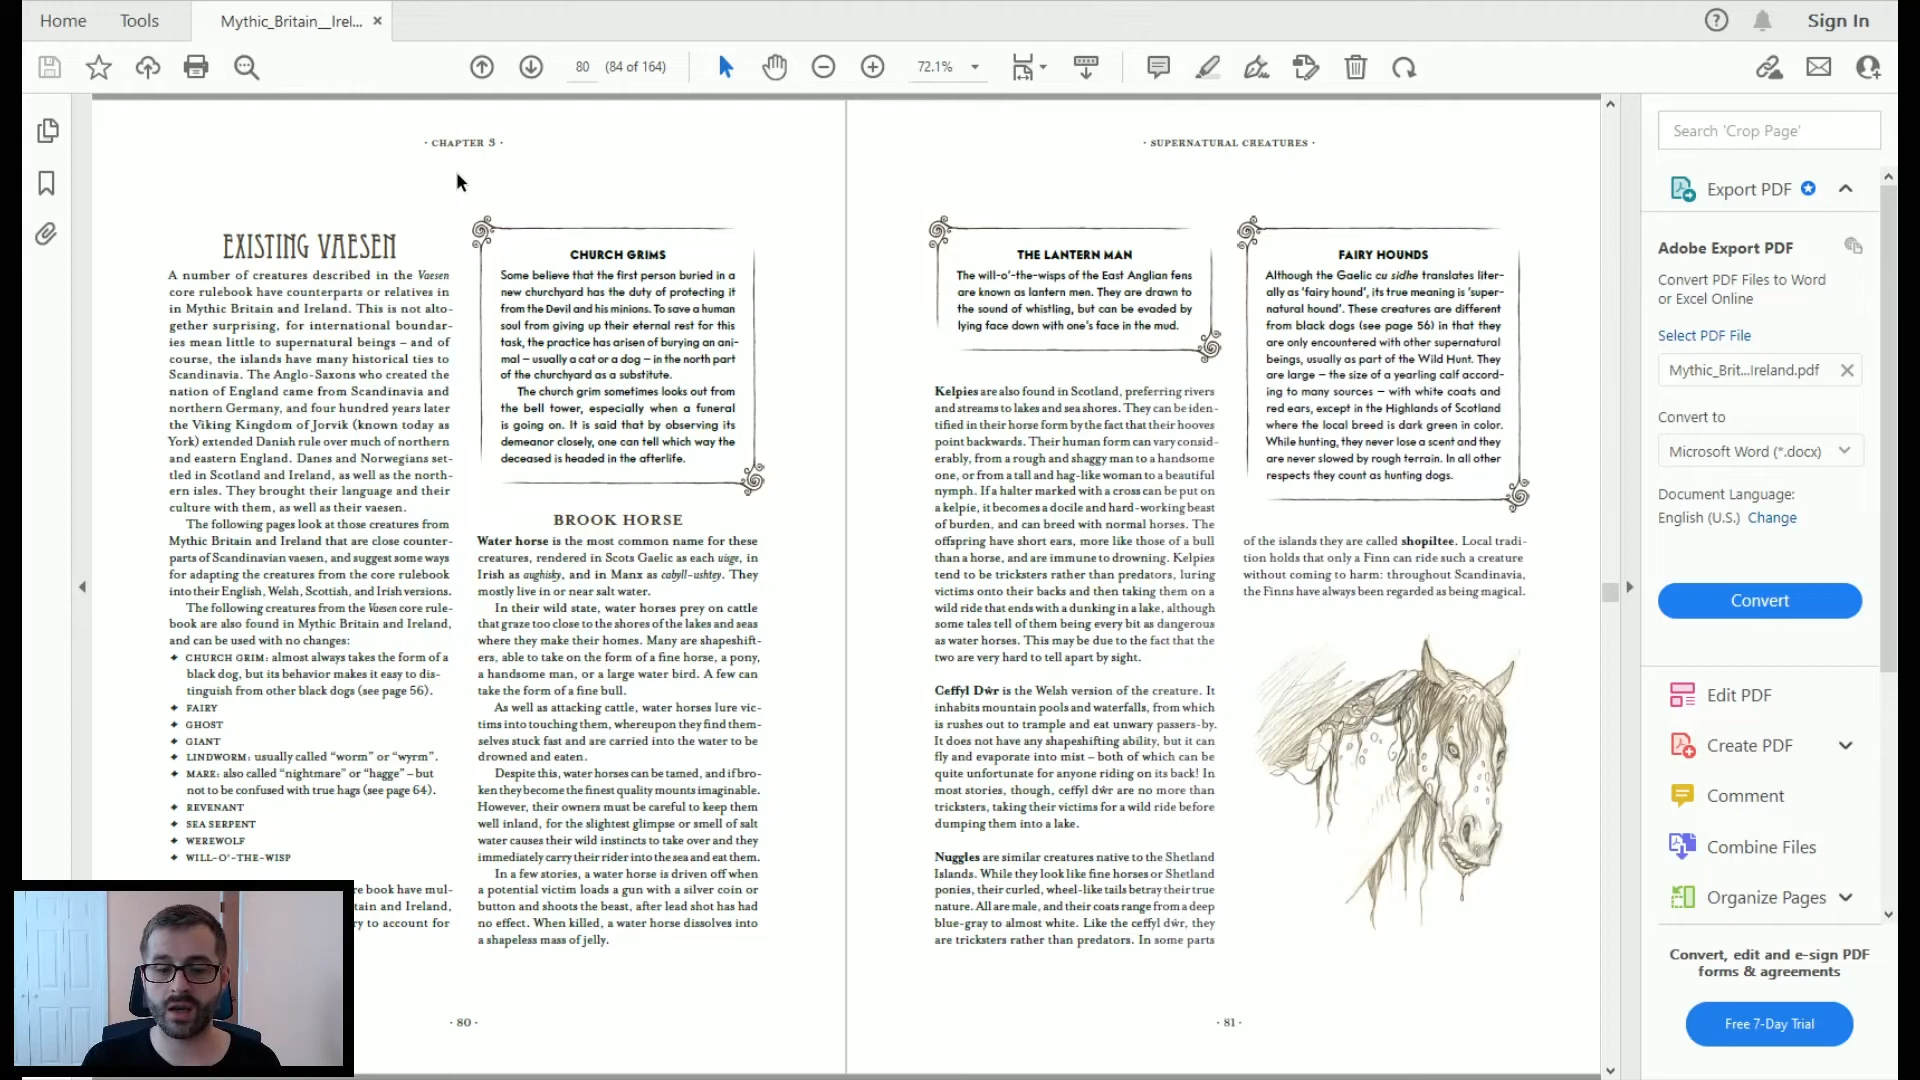 Home
Tools
Mythic_Britain__Irel...
Sign In
80
(84 of 164)
72.1%
· CHAPTER 3 ·
EXISTING VAESEN
A number of creatures described in the Vaesen
core rulebook have counterparts or relatives in
in Mythic Britain and Ireland. This is not alto-
gether surprising, for international boundar-
ies mean little to supernatural beings – and of
course, the islands have many historical ties to
Scandinavia. The Anglo-Saxons who created the
nation of England came from Scandinavia and
northern Germany, and four hundred years later
the Viking Kingdom of Jorvik (known today as
York) extended Danish rule over much of northern
and eastern England. Danes and Norwegians set-
tled in Scotland and Ireland, as well as the north-
ern isles. They brought their language and their
culture with them, as well as their vaesen.
The following pages look at those creatures from
Mythic Britain and Ireland that are close counter-
parts of Scandinavian vaesen, and suggest some ways
for adapting the creatures from the core rulebook
into their English, Welsh, Scottish, and Irish versions.
The following creatures from the Vaesen core rule-
book are also found in Mythic Britain and Ireland,
and can be used with no changes:
✦ CHURCH GRIM: almost always takes the form of a
black dog, but its behavior makes it easy to dis-
tinguish from other black dogs (see page 56).
✦ FAIRY
✦ GHOST
✦ GIANT
✦ LINDWORM: usually called “worm” or “wyrm”.
✦ MARE: also called “nightmare” or “hagge” – but
not to be confused with true hags (see page 64).
✦ REVENANT
✦ SEA SERPENT
✦ WEREWOLF
✦ WILL-O’-THE-WISP
re book have mul-
tain and Ireland,
ry to account for
CHURCH GRIMS
Some believe that the first person buried in a
new churchyard has the duty of protecting it
from the Devil and his minions. To save a human
soul from giving up their eternal rest for this
task, the practice has arisen of burying an ani-
mal – usually a cat or a dog – in the north part
of the churchyard as a substitute.
The church grim sometimes looks out from
the bell tower, especially when a funeral
is going on. It is said that by observing its
demeanor closely, one can tell which way the
deceased is headed in the afterlife.
BROOK HORSE
Water horse is the most common name for these
creatures, rendered in Scots Gaelic as each uisge, in
Irish as aughisky, and in Manx as cabyll-ushtey. They
mostly live in or near salt water.
In their wild state, water horses prey on cattle
that graze too close to the shores of the lakes and seas
where they make their homes. Many are shapeshift-
ers, able to take on the form of a fine horse, a pony,
a handsome man, or a large water bird. A few can
take the form of a fine bull.
As well as attacking cattle, water horses lure vic-
tims into touching them, whereupon they find them-
selves stuck fast and are carried into the water to be
drowned and eaten.
Despite this, water horses can be tamed, and if bro-
ken they become the finest quality mounts imaginable.
However, their owners must be careful to keep them
well inland, for the slightest glimpse or smell of salt
water causes their wild instincts to take over and they
immediately carry their rider into the sea and eat them.
In a few stories, a water horse is driven off when
a potential victim loads a gun with a silver coin or
button and shoots the beast, after lead shot has had
no effect. When killed, a water horse dissolves into
a shapeless mass of jelly.
· 80 ·
· SUPERNATURAL CREATURES ·
THE LANTERN MAN
The will-o’-the-wisps of the East Anglian fens
are known as lantern men. They are drawn to
the sound of whistling, but can be evaded by
lying face down with one’s face in the mud.
Kelpies are also found in Scotland, preferring rivers
and streams to lakes and sea shores. They can be iden-
tified in their horse form by the fact that their hooves
point backwards. Their human form can vary consid-
erably, from a rough and shaggy man to a handsome
one, or from a tall and hag-like woman to a beautiful
nymph. If a halter marked with a cross can be put on
a kelpie, it becomes a docile and hard-working beast
of burden, and can breed with normal horses. The
offspring have short ears, more like those of a bull
than a horse, and are immune to drowning. Kelpies
tend to be tricksters rather than predators, luring
victims onto their backs and then taking them on a
wild ride that ends with a dunking in a lake, although
some tales tell of them being every bit as dangerous
as water horses. This may be due to the fact that the
two are very hard to tell apart by sight.
Ceffyl Dŵr is the Welsh version of the creature. It
inhabits mountain pools and waterfalls, from which
is rushes out to trample and eat unwary passers-by.
It does not have any shapeshifting ability, but it can
fly and evaporate into mist – both of which can be
quite unfortunate for anyone riding on its back! In
most stories, though, ceffyl dŵr are no more than
tricksters, taking their victims for a wild ride before
dumping them into a lake.
Nuggles are similar creatures native to the Shetland
Islands. While they look like fine horses or Shetland
ponies, their curled, wheel-like tails betray their true
nature. All are male, and their coats range from a deep
blue-gray to almost white. Like the ceffyl dŵr, they
are tricksters rather than predators. In some parts
FAIRY HOUNDS
Although the Gaelic cu sidhe translates liter-
ally as ‘fairy hound’, its true meaning is ‘super-
natural hound’. These creatures are different
from black dogs (see page 56) in that they
are only encountered with other supernatural
beings, usually as part of the Wild Hunt. They
are large – the size of a yearling calf accord-
ing to many sources – with white coats and
red ears, except in the Highlands of Scotland
where the local breed is dark green in color.
While hunting, they never lose a scent and they
are never slowed by rough terrain. In all other
respects they count as hunting dogs.
of the islands they are called shopiltee. Local tradi-
tion holds that only a Finn can ride such a creature
without coming to harm: throughout Scandinavia,
the Finns have always been regarded as being magical.
· 81 ·
Search 'Crop Page'
Export PDF
Adobe Export PDF
Convert PDF Files to Word
or Excel Online
Select PDF File
Mythic_Brit...Ireland.pdf
Convert to
Microsoft Word (*.docx)
Document Language:
English (U.S.) Change
Convert
Edit PDF
Create PDF
Comment
Combine Files
Organize Pages
Convert, edit and e-sign PDF
forms & agreements
Free 7-Day Trial